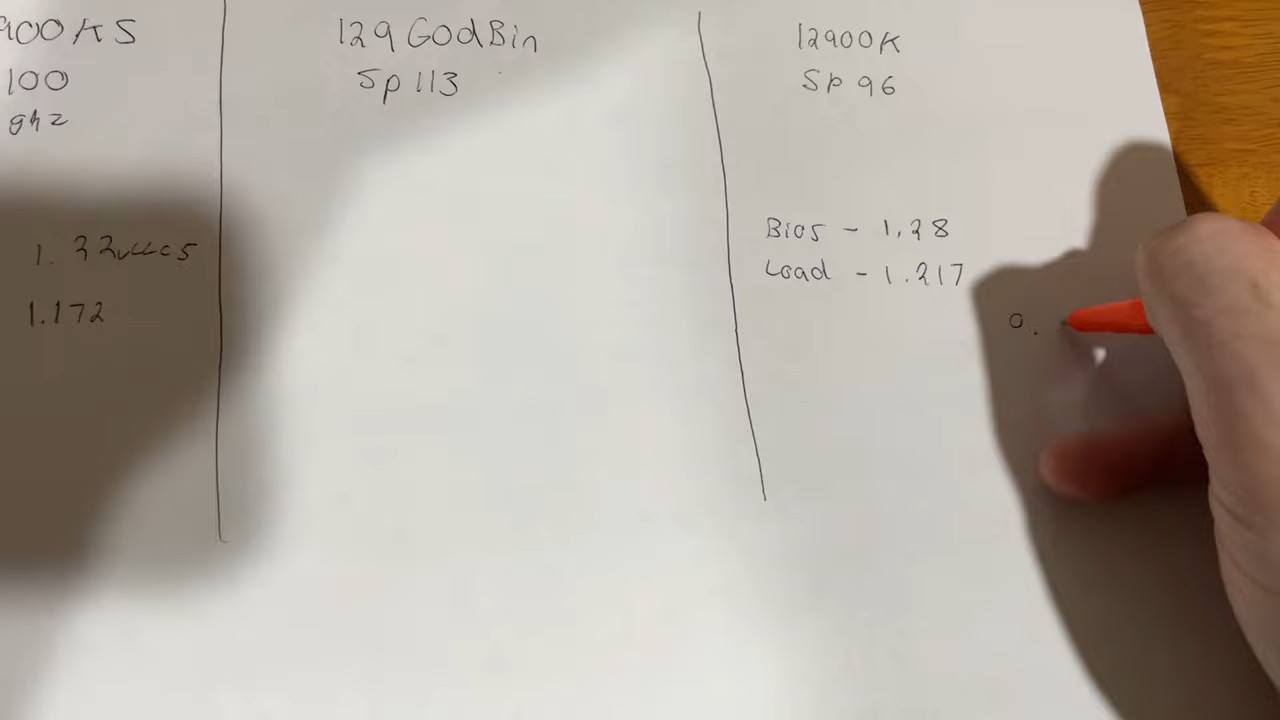 900KS
100
ghz
1.32
1.172
129 GodBin
Sp 113
12900K
SP 96
Bios - 1.28
Load - 1.217
0.